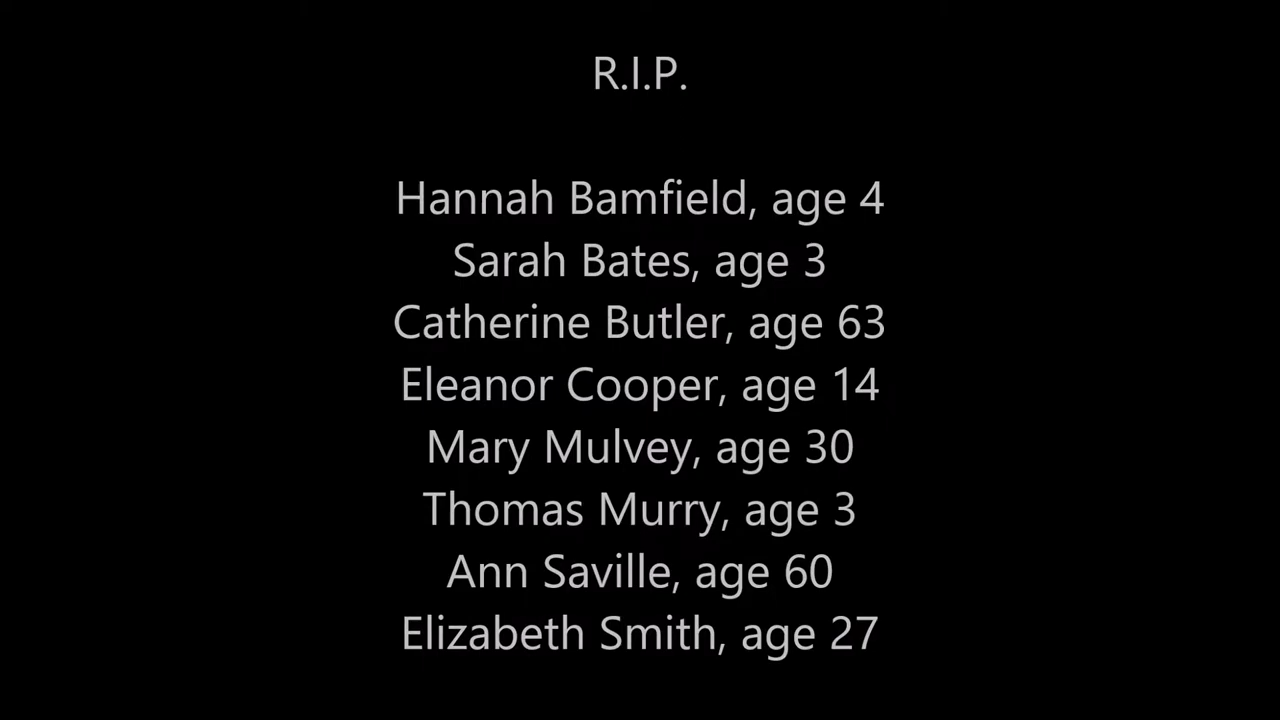 R.I.P.
Hannah Bamfield, age 4
Sarah Bates, age 3
Catherine Butler, age 63
Eleanor Cooper, age 14
Mary Mulvey, age 30
Thomas Murry, age 3
Ann Saville, age 60
Elizabeth Smith, age 27